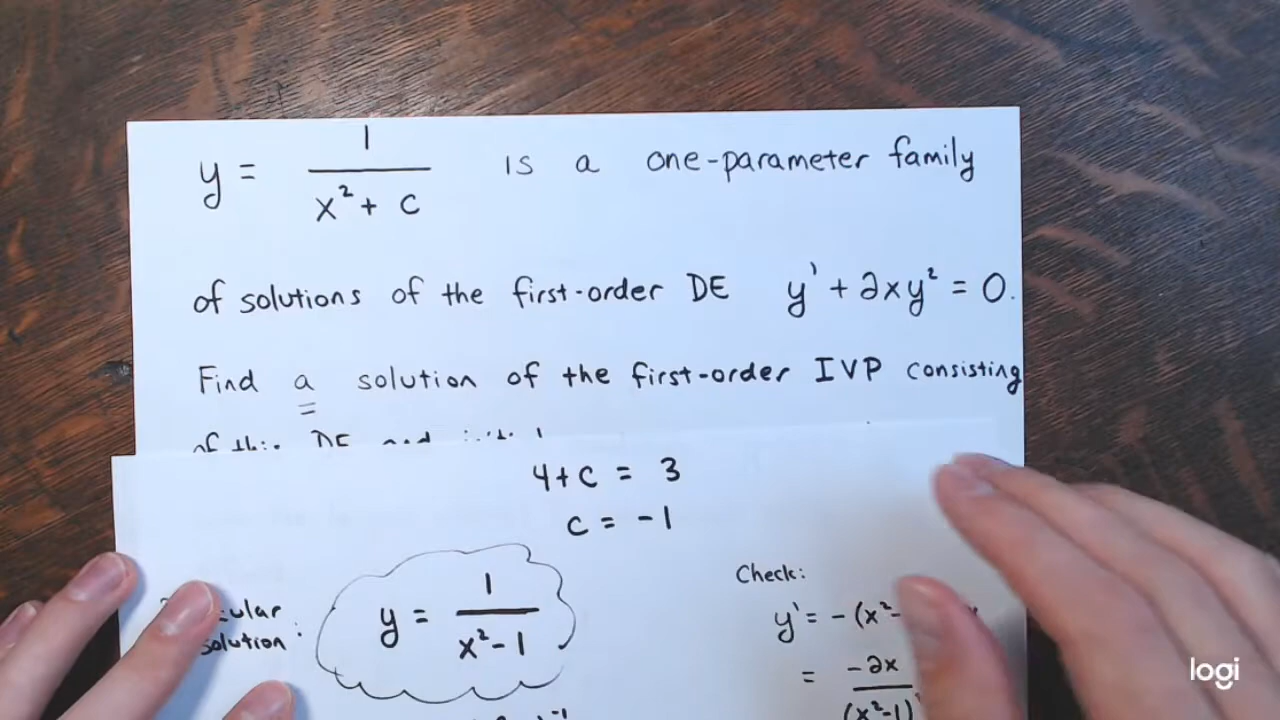 y = 1/(x² + c) is a one-parameter family
of solutions of the first-order DE y' + 2xy² = 0.
Find a solution of the first-order IVP consisting
4 + c = 3
c = -1
solution:
y = 1/(x² - 1)
Check:
y' = -(x²-
= -2x/(x²-1)
logi